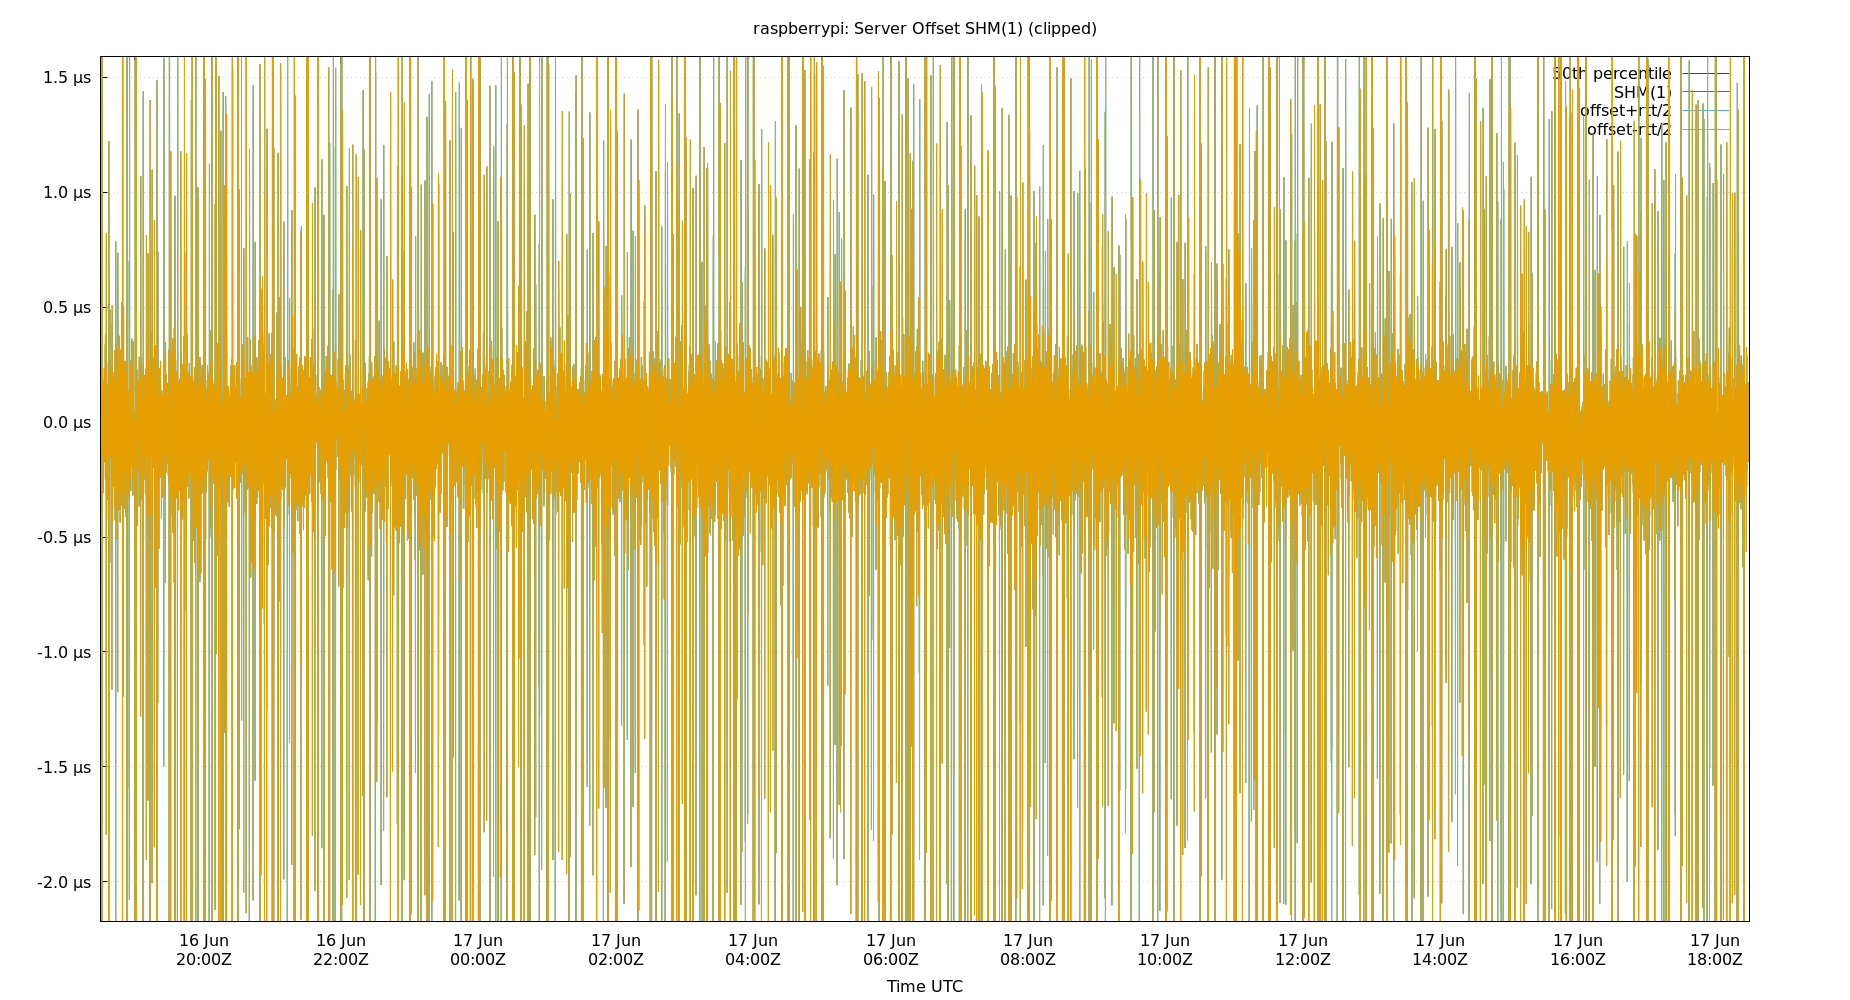 raspberrypi: Server Offset SHM(1) (clipped)
1.5 µs
1.0 µs
0.5 µs
0.0 µs
-0.5 µs
-1.0 µs
-1.5 µs
-2.0 µs
50th percentile
SHM(1)
offset+rtt/2
offset-rtt/2
16 Jun 16 Jun 17 Jun 17 Jun 17 Jun 17 Jun 17 Jun 17 Jun 17 Jun 17 Jun 17 Jun 17 Jun
20:00Z 22:00Z 00:00Z 02:00Z 04:00Z 06:00Z 08:00Z 10:00Z 12:00Z 14:00Z 16:00Z 18:00Z
Time UTC